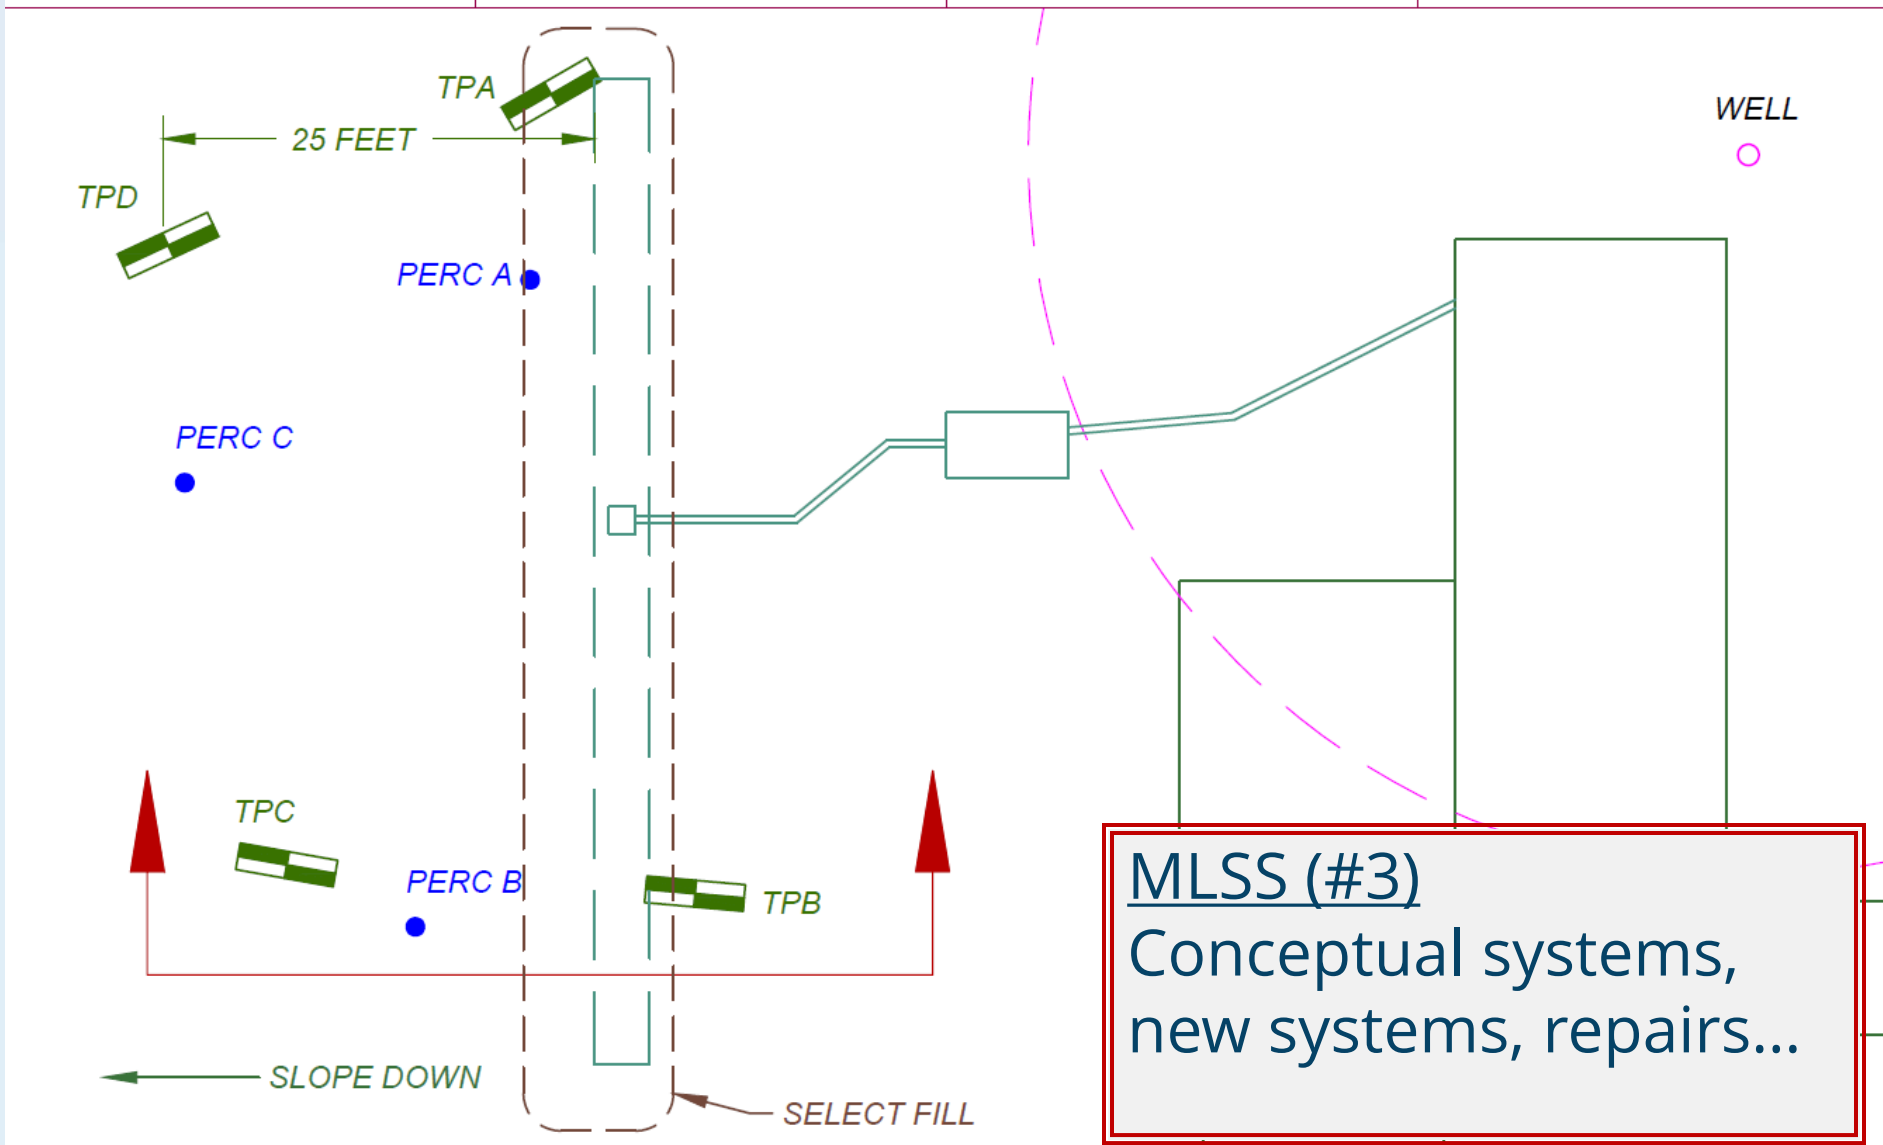 TPA
WELL
25 FEET
TPD
PERC A
PERC C
TPC
PERC B
TPB
MLSS (#3)
Conceptual systems,
new systems, repairs...
SLOPE DOWN
SELECT FILL